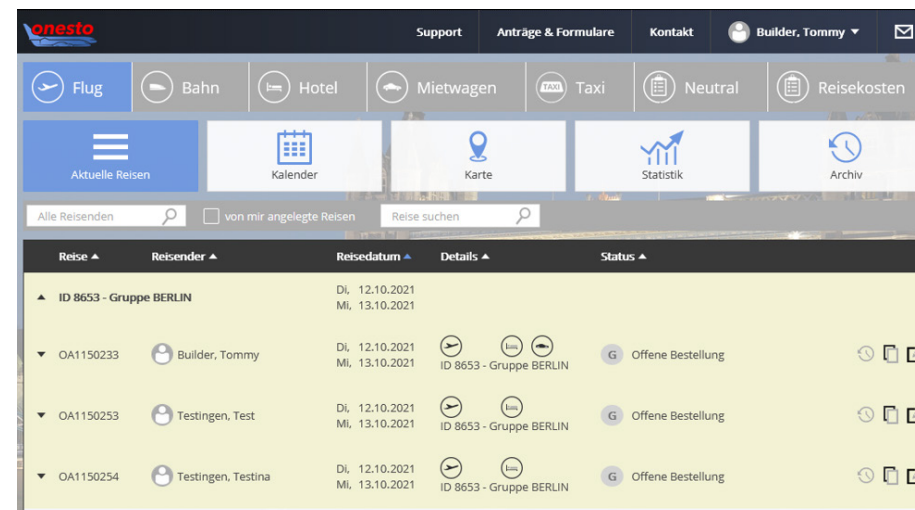 onesto
Support Anträge & Formulare Kontakt Builder, Tommy
Flug Bahn Hotel Mietwagen TAXI Taxi Neutral Reisekosten
Aktuelle Reisen Kalender Karte Statistik Archiv
Alle Reisenden von mir angelegte Reisen Reise suchen
Reise Reisender Reisedatum Details Status
ID 8653 - Gruppe BERLIN Di, 12.10.2021
Mi, 13.10.2021
OA1150233 Builder, Tommy Di, 12.10.2021 G Offene Bestellung
Mi, 13.10.2021 ID 8653 - Gruppe BERLIN
OA1150253 Testingen, Test Di, 12.10.2021 G Offene Bestellung
Mi, 13.10.2021 ID 8653 - Gruppe BERLIN
OA1150254 Testingen, Testina Di, 12.10.2021 G Offene Bestellung
Mi, 13.10.2021 ID 8653 - Gruppe BERLIN